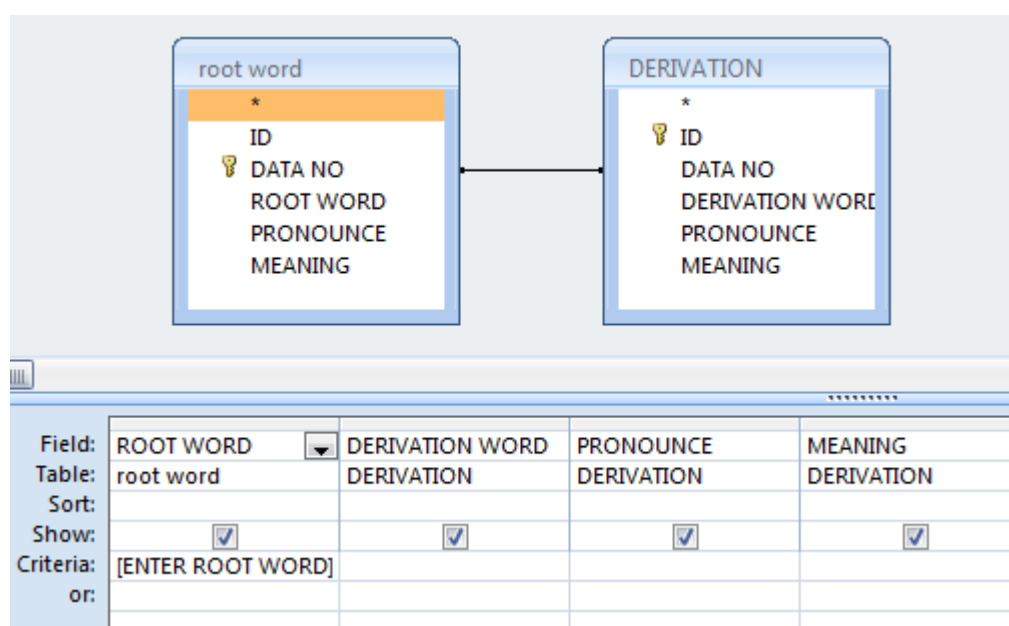 root word
*
ID
DATA NO
ROOT WORD
PRONOUNCE
MEANING
DERIVATION
*
ID
DATA NO
DERIVATION WORD
PRONOUNCE
MEANING
Field: ROOT WORD DERIVATION WORD PRONOUNCE MEANING
Table: root word DERIVATION DERIVATION DERIVATION
Sort:
Show:
Criteria: [ENTER ROOT WORD]
or: